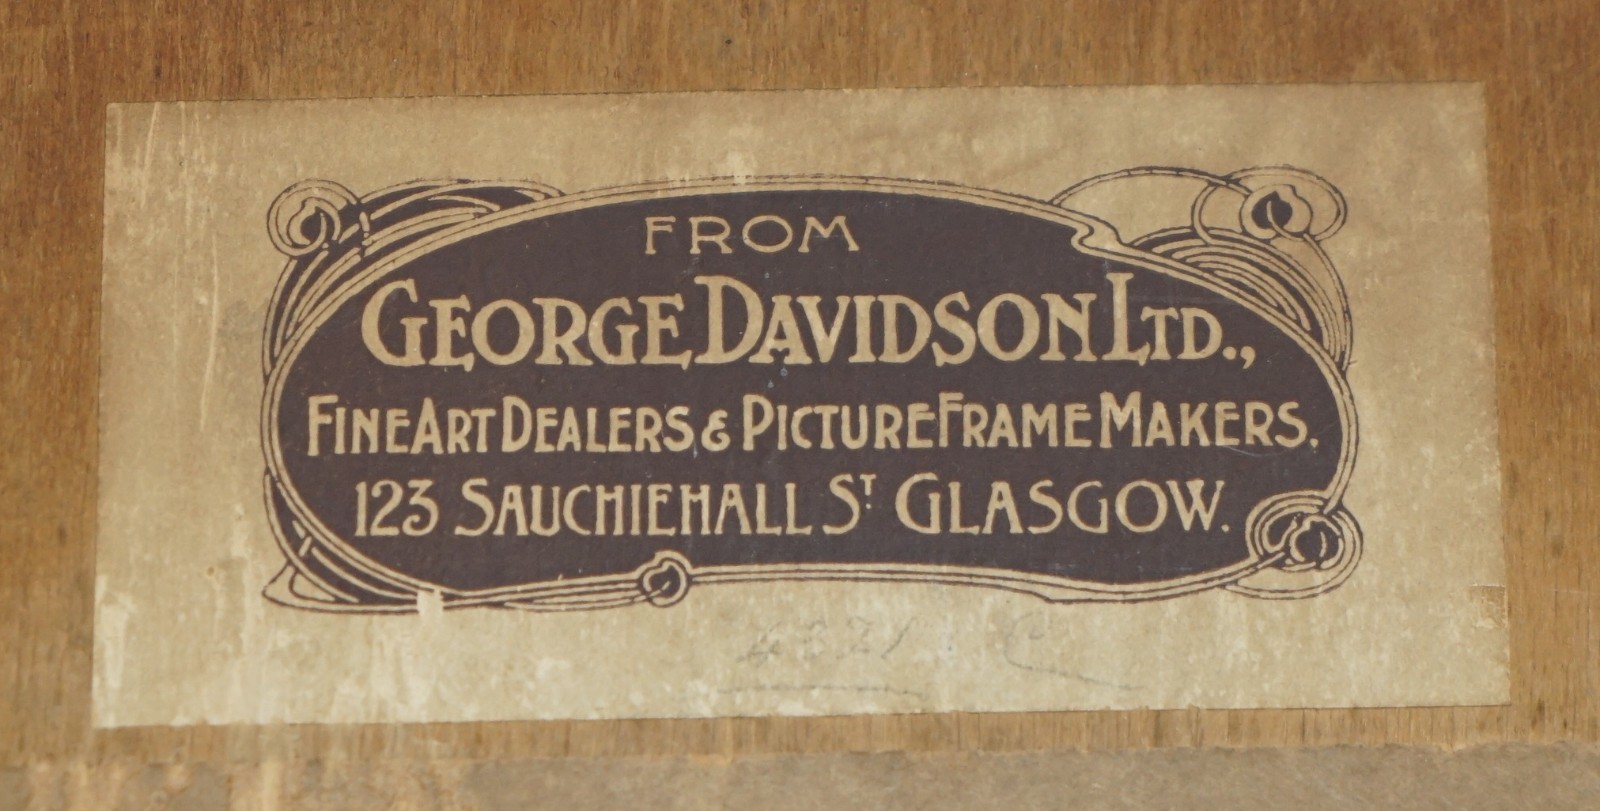 FROM
GEORGE DAVIDSON LTD.,
FINE ART DEALERS & PICTURE FRAME MAKERS.
123 SAUCHIEHALL ST GLASGOW.